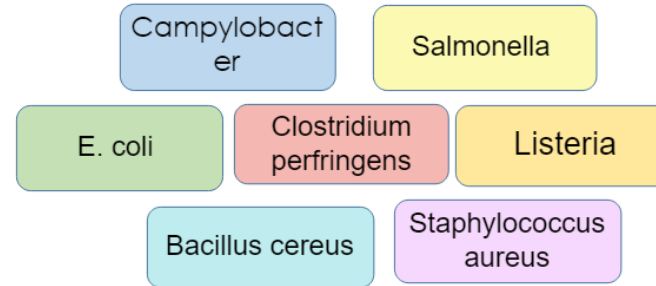 Campylobact
er
Salmonella
E. coli
Clostridium
perfringens
Listeria
Bacillus cereus
Staphylococcus
aureus